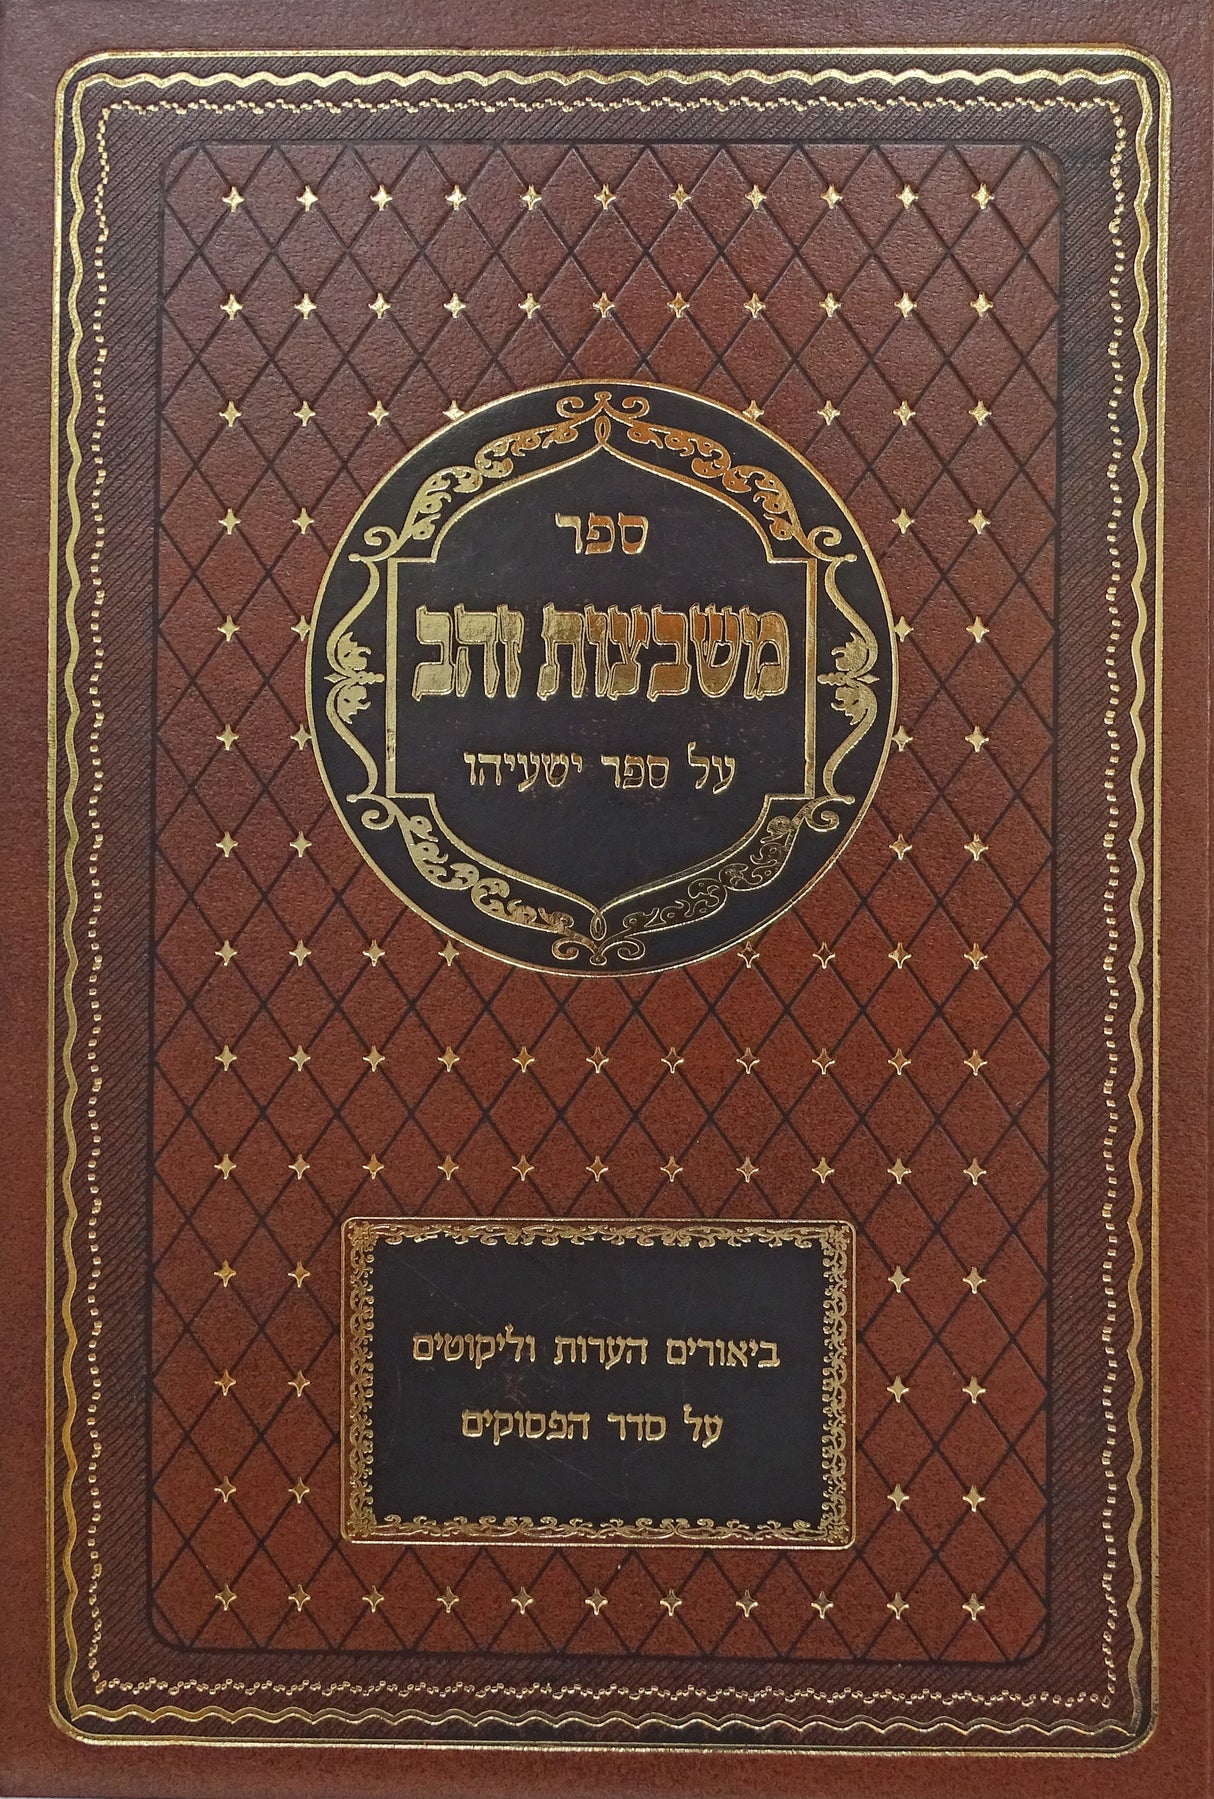 ספר
משבצות זהב
על ספר ישעיהו
ביאורים הערות וליקוטים
על סדר הפסוקים